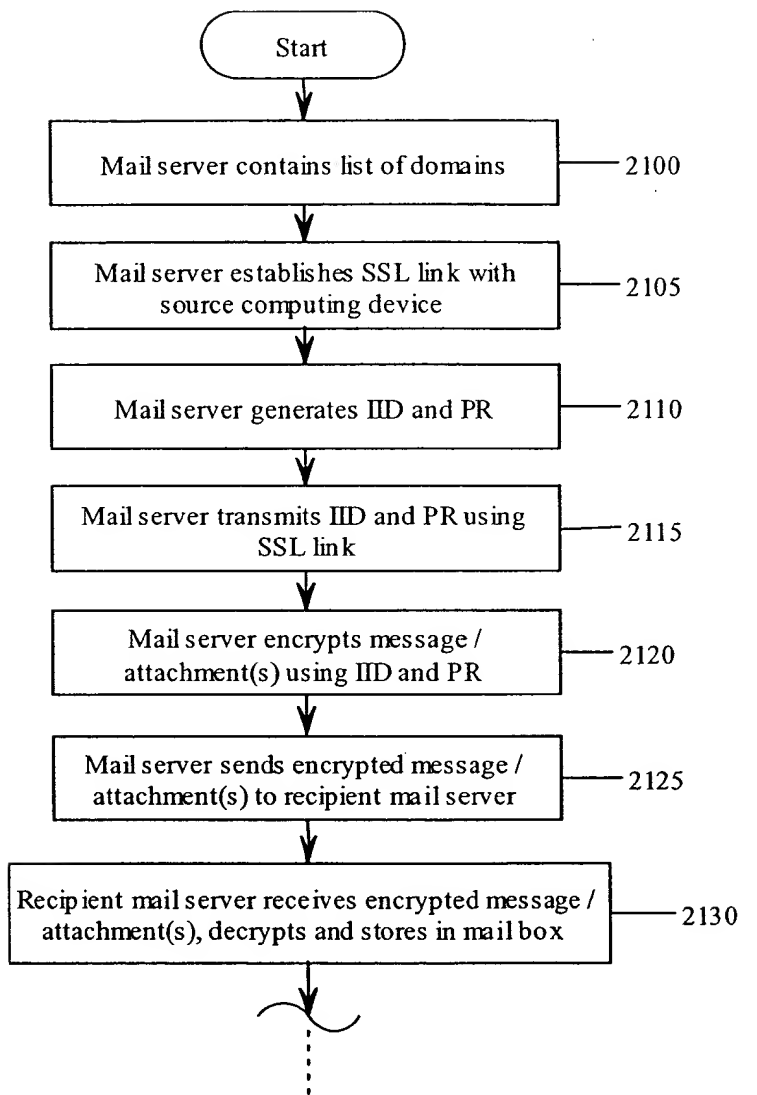 Start
Mail server contains list of domains
2100
Mail server establishes SSL link with
source computing device
2105
Mail server generates IID and PR
2110
Mail server transmits IID and PR using
SSL link
2115
Mail server encrypts message /
attachment(s) using IID and PR
2120
Mail server sends encrypted message /
attachment(s) to recipient mail server
2125
Recipient mail server receives encrypted message /
attachment(s), decrypts and stores in mail box
2130